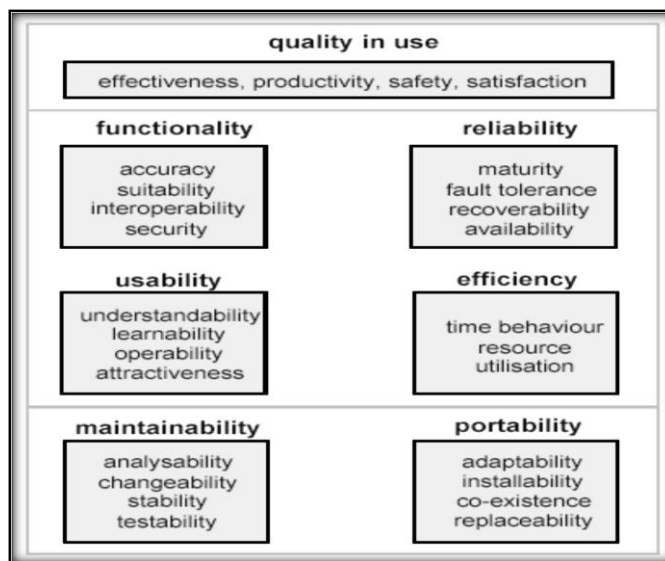 quality in use
effectiveness, productivity, safety, satisfaction
functionality
accuracy
suitability
interoperability
security
reliability
maturity
fault tolerance
recoverability
availability
usability
understandability
learnability
operability
attractiveness
efficiency
time behaviour
resource
utilisation
maintainability
analysability
changeability
stability
testability
portability
adaptability
installability
co-existence
replaceability